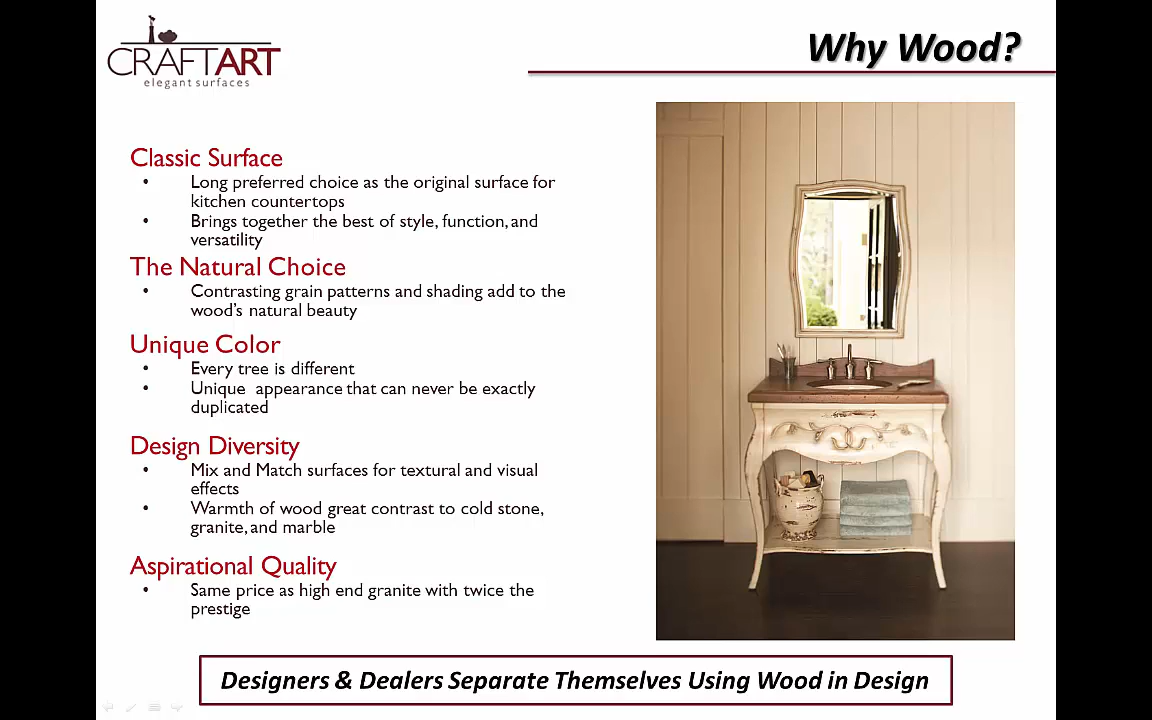 CRAFTART
elegant surfaces
Why Wood?
Classic Surface
• Long preferred choice as the original surface for
kitchen countertops
• Brings together the best of style, function, and
versatility
The Natural Choice
• Contrasting grain patterns and shading add to the
wood's natural beauty
Unique Color
• Every tree is different
• Unique appearance that can never be exactly
duplicated
Design Diversity
• Mix and Match surfaces for textural and visual
effects
• Warmth of wood great contrast to cold stone,
granite, and marble
Aspirational Quality
• Same price as high end granite with twice the
prestige
Designers & Dealers Separate Themselves Using Wood in Design